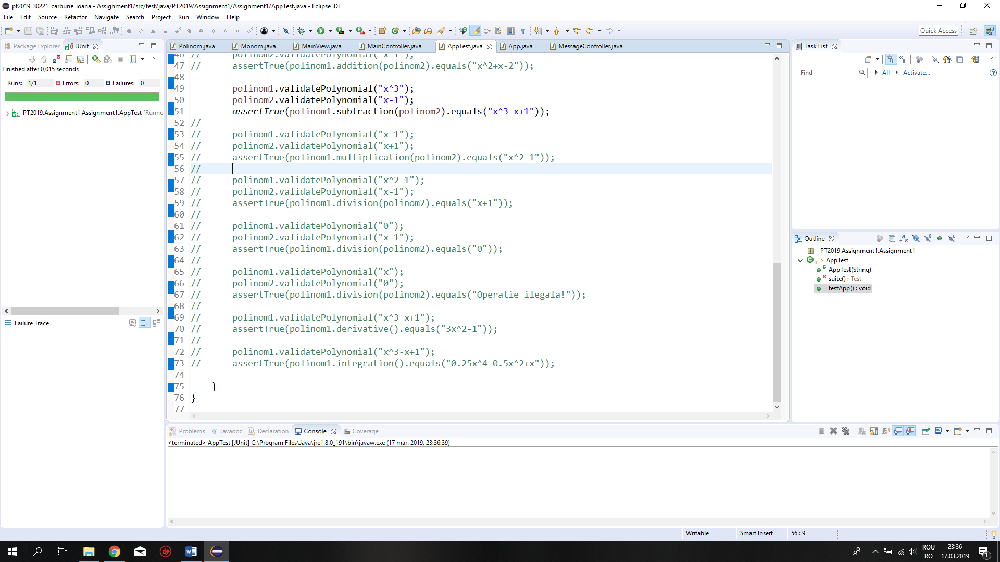 pt2019_30221_carbune_ioana - Assignment1/src/test/java/PT2019/Assignment1/Assignment1/AppTest.java - Eclipse IDE
File Edit Source Refactor Navigate Search Project Run Window Help
Quick Access
Package Explorer JUnit
Finished after 0,015 seconds
Runs: 1/1 Errors: 0 Failures: 0
PT2019.Assignment1.Assignment1.AppTest [Runne
Failure Trace
Polinom.java Monom.java MainView.java MainController.java AppTest.java App.java MessageController.java
46 // polinom2.validatePolynomial("x-1");
47 // assertTrue(polinom1.addition(polinom2).equals("x^2+x-2"));
48
49 polinom1.validatePolynomial("x^3");
50 polinom2.validatePolynomial("x-1");
51 assertTrue(polinom1.subtraction(polinom2).equals("x^3-x+1"));
52 //
53 // polinom1.validatePolynomial("x-1");
54 // polinom2.validatePolynomial("x+1");
55 // assertTrue(polinom1.multiplication(polinom2).equals("x^2-1"));
56 //
57 // polinom1.validatePolynomial("x^2-1");
58 // polinom2.validatePolynomial("x-1");
59 // assertTrue(polinom1.division(polinom2).equals("x+1"));
60 //
61 // polinom1.validatePolynomial("0");
62 // polinom2.validatePolynomial("x-1");
63 // assertTrue(polinom1.division(polinom2).equals("0"));
64 //
65 // polinom1.validatePolynomial("x");
66 // polinom2.validatePolynomial("0");
67 // assertTrue(polinom1.division(polinom2).equals("Operatie ilegala!"));
68 //
69 // polinom1.validatePolynomial("x^3-x+1");
70 // assertTrue(polinom1.derivative().equals("3x^2-1"));
71 //
72 // polinom1.validatePolynomial("x^3-x+1");
73 // assertTrue(polinom1.integration().equals("0.25x^4-0.5x^2+x"));
74
75 }
76 }
77
Task List
Find All Activate...
Outline
PT2019.Assignment1.Assignment1
> AppTest
AppTest(String)
suite() : Test
testApp() : void
Problems @ Javadoc Declaration Console Coverage
<terminated> AppTest [JUnit] C:\Program Files\Java\jre1.8.0_191\bin\javaw.exe (17 mar. 2019, 23:36:39)
Writable Smart Insert 56 : 9
ROU 23:36
RO 17.03.2019
1